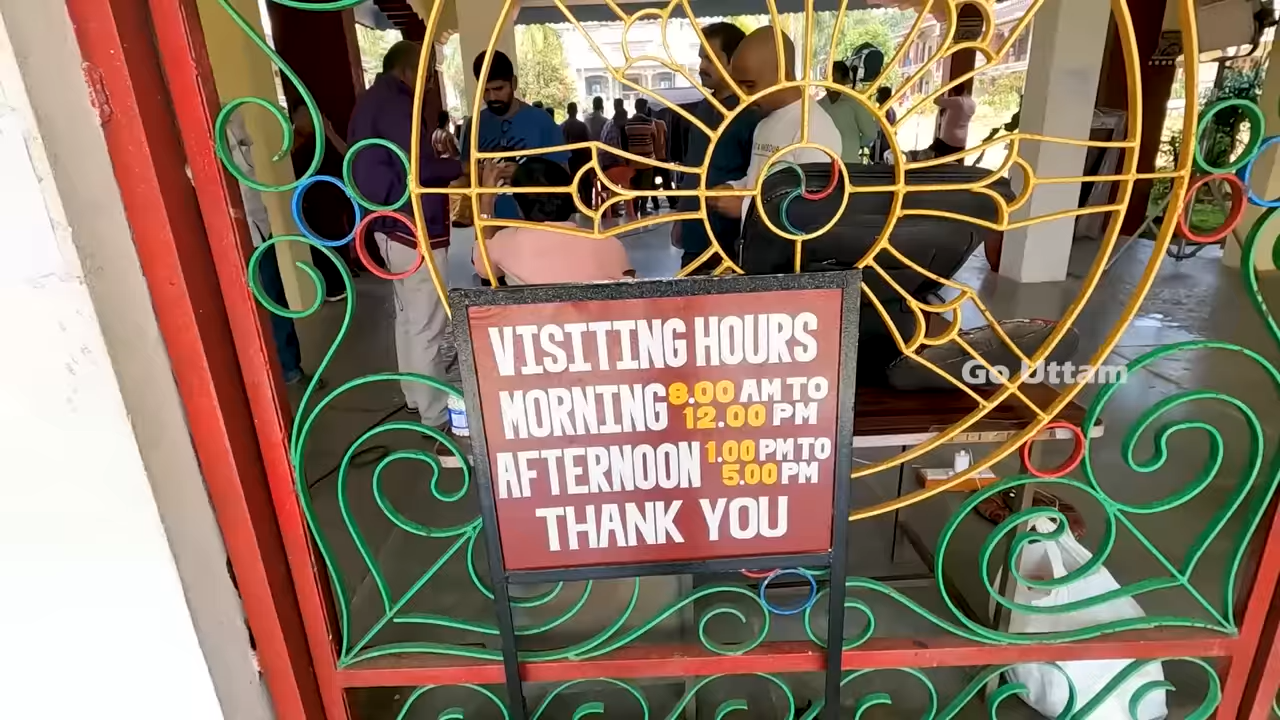 VISITING HOURS
MORNING 9.00 AM TO
12.00 PM
AFTERNOON 1.00 PM TO
5.00 PM
THANK YOU
Go Uttam